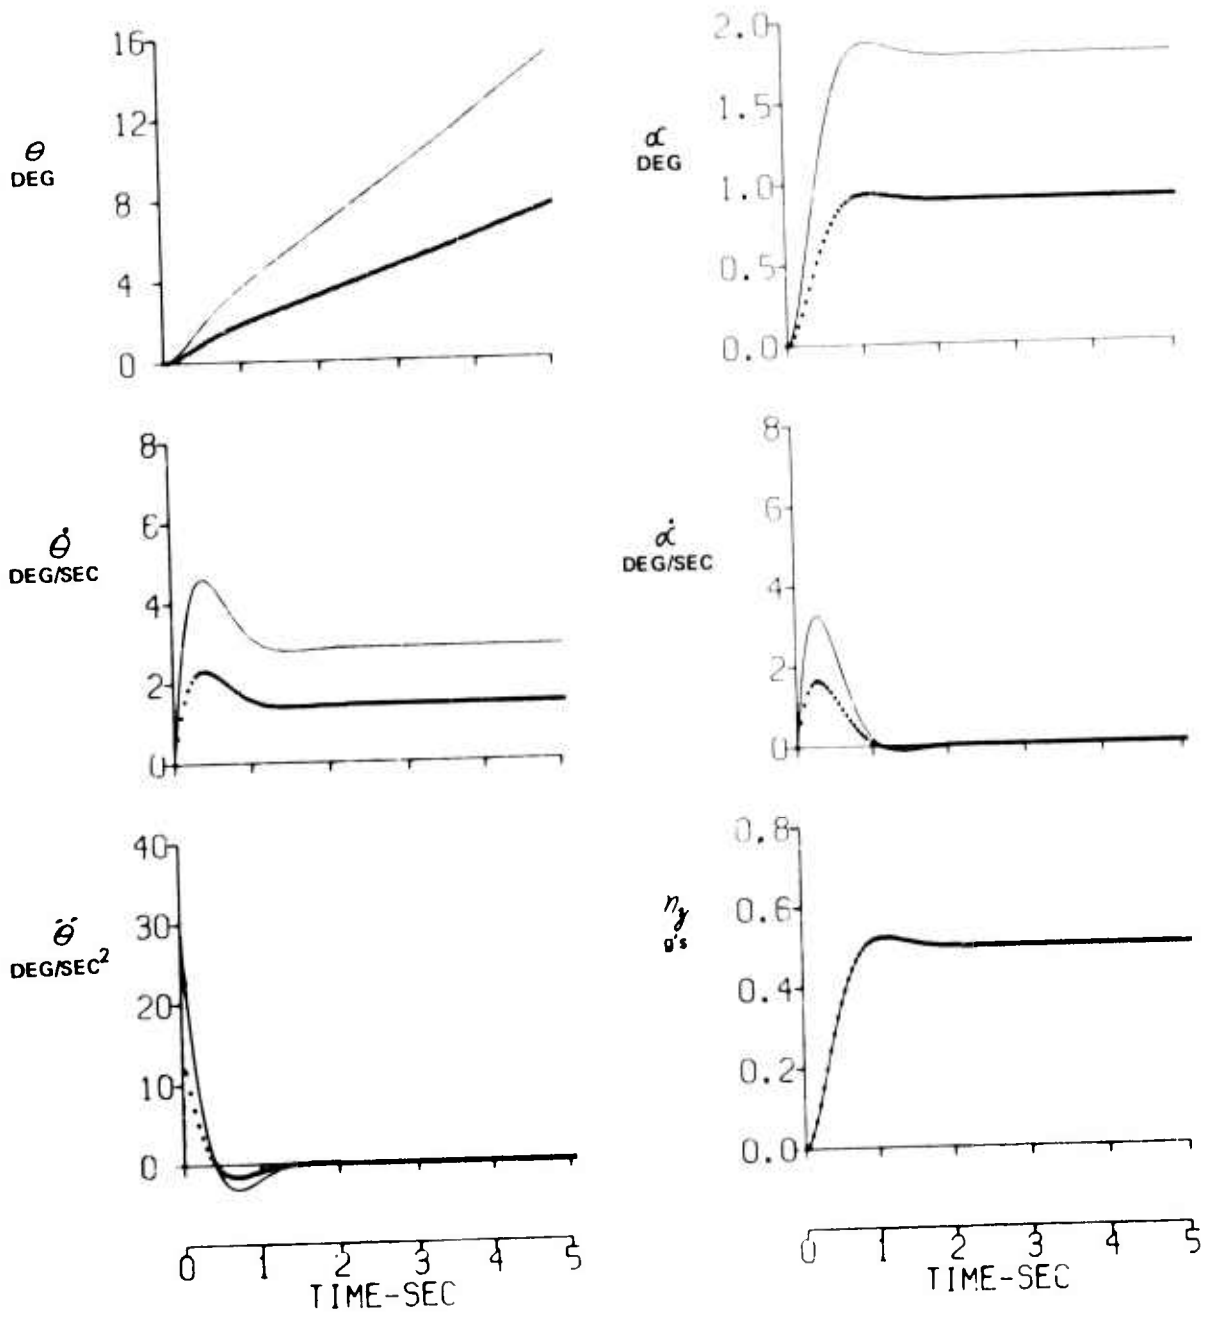 16
12
θ
DEG
8
4
0
2.0
1.5
α
DEG
1.0
0.5
0.0
8
6
θ̇
DEG/SEC
4
2
0
8
6
α̇
DEG/SEC
4
2
0
40
30
θ̈
DEG/SEC²
20
10
0
0 1 2 3 4 5
TIME-SEC
0.8
0.6
n_z
g's
0.4
0.2
0.0
0 1 2 3 4 5
TIME-SEC